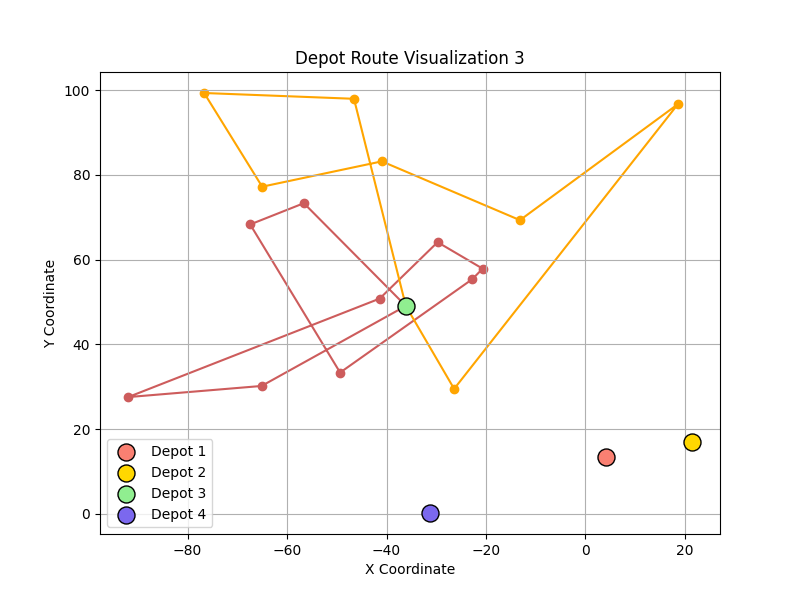 Depot Route Visualization 3
100
80
60
40
20
0
Y Coordinate
Depot 1
Depot 2
Depot 3
Depot 4
−80
−60
−40
−20
0
20
X Coordinate